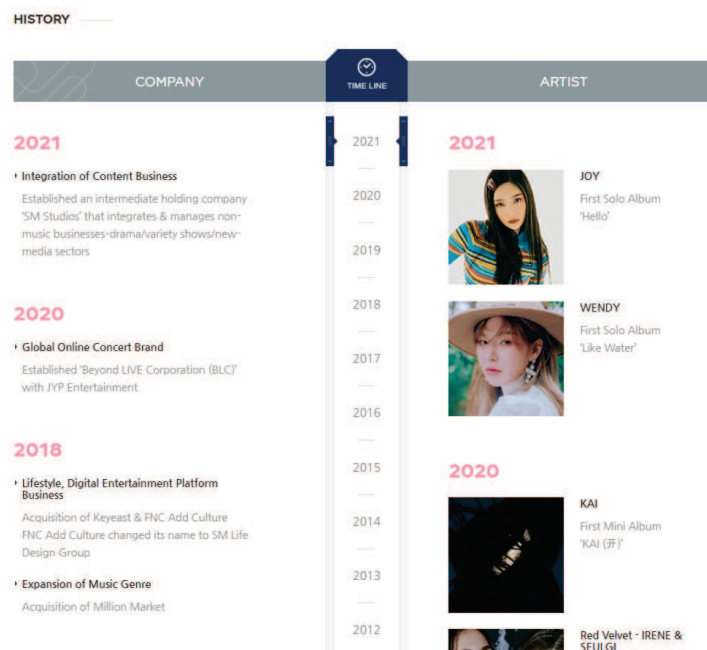 HISTORY
COMPANY
TIME LINE
ARTIST
2021
Integration of Content Business
Established an intermediate holding company
'SM Studios' that integrates & manages non-
music businesses-drama/variety shows/new-
media sectors
2020
Global Online Concert Brand
Established 'Beyond LIVE Corporation (BLC)'
with JYP Entertainment
2018
Lifestyle, Digital Entertainment Platform
Business
Acquisition of Keyeast & FNC Add Culture
FNC Add Culture changed its name to SM Life
Design Group
Expansion of Music Genre
Acquisition of Million Market
2021
2020
2019
2018
2017
2016
2015
2014
2013
2012
2021
JOY
First Solo Album
'Hello'
WENDY
First Solo Album
'Like Water'
2020
KAI
First Mini Album
'KAI (开)'
Red Velvet - IRENE &
SEULGI